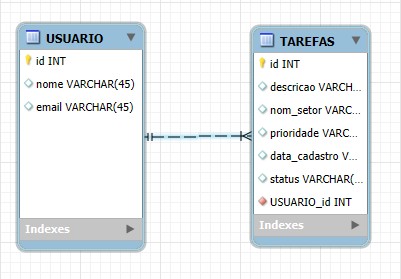 USUARIO
id INT
nome VARCHAR(45)
email VARCHAR(45)
Indexes
TAREFAS
id INT
descricao VARCH...
nom_setor VARC...
prioridade VARC...
data_cadastro V...
status VARCHAR(...
USUARIO_id INT
Indexes